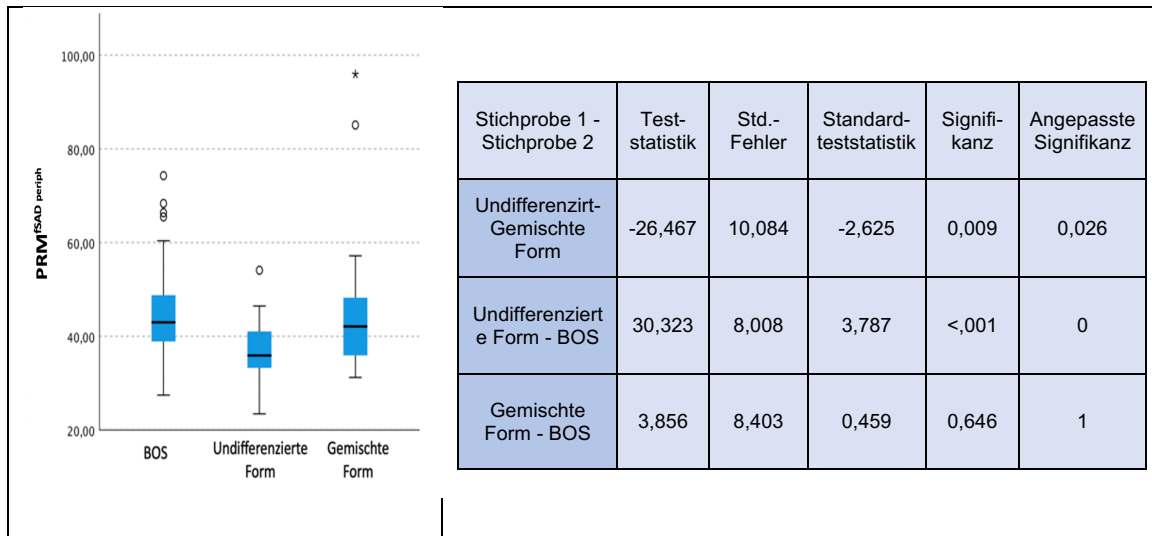 100,00
80,00
60,00
40,00
20,00
PRM^fSAD periph
*
BOS
Undifferenzierte
Form
Gemischte
Form
Stichprobe 1 -
Stichprobe 2
Test-
statistik
Std.-
Fehler
Standard-
teststatistik
Signifi-
kanz
Angepasste
Signifikanz
Undifferenzirt-
Gemischte
Form
-26,467
10,084
-2,625
0,009
0,026
Undifferenziert
e Form - BOS
30,323
8,008
3,787
<,001
0
Gemischte
Form - BOS
3,856
8,403
0,459
0,646
1